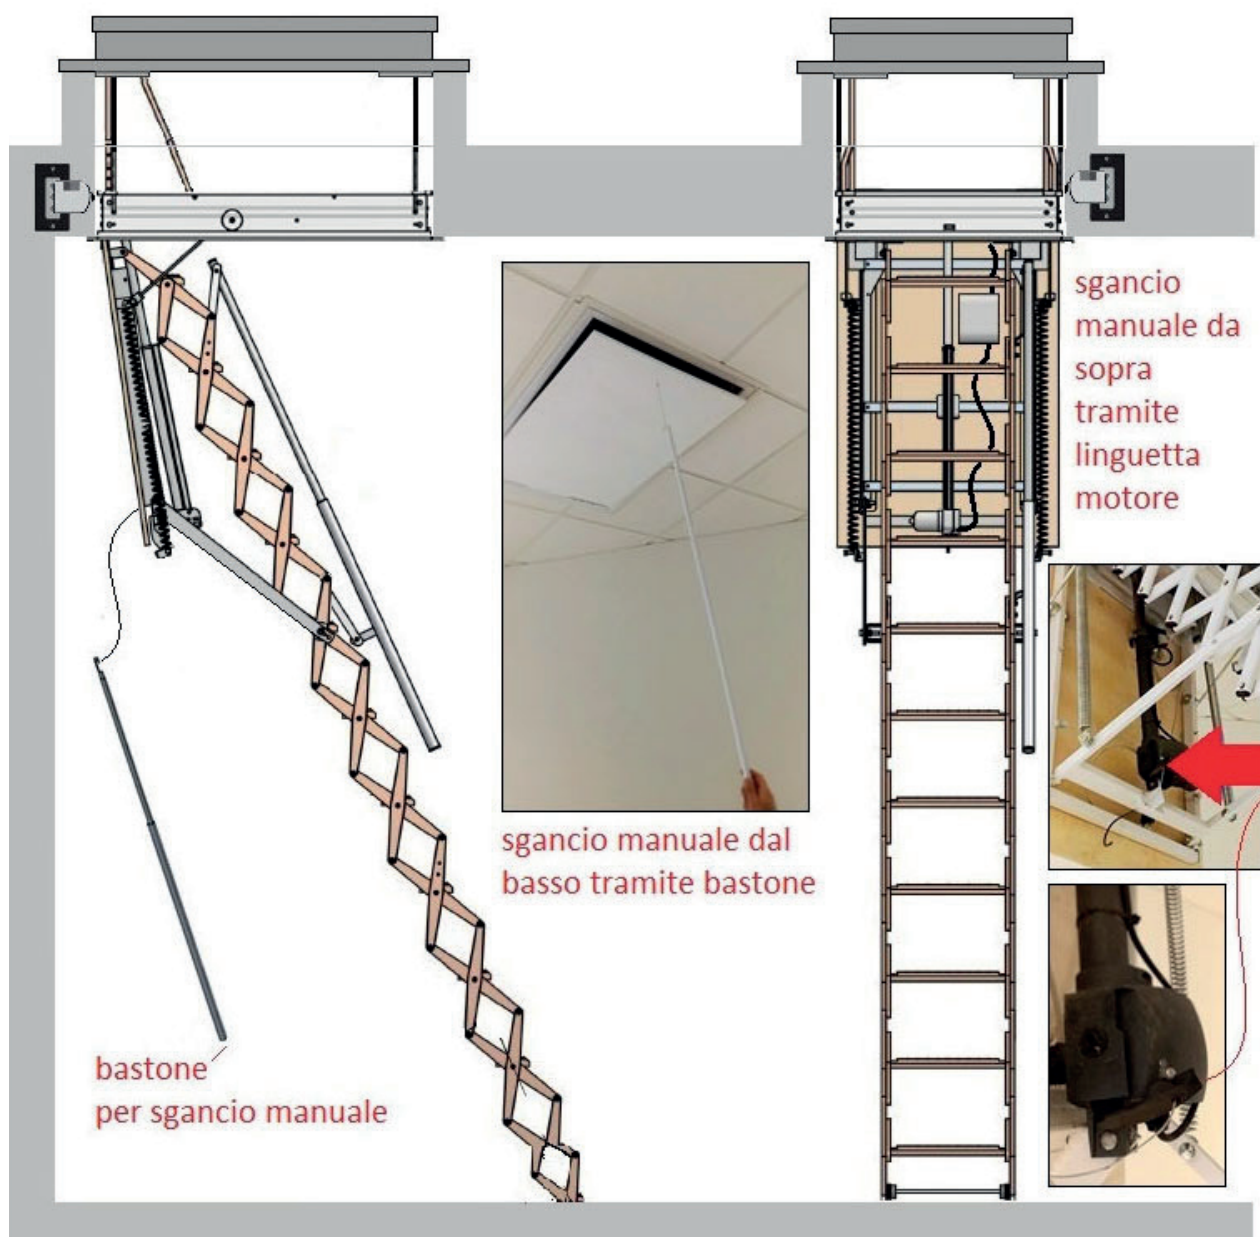 sgancio
manuale da
sopra
tramite
linguetta
motore
sgancio manuale dal
basso tramite bastone
bastone
per sgancio manuale